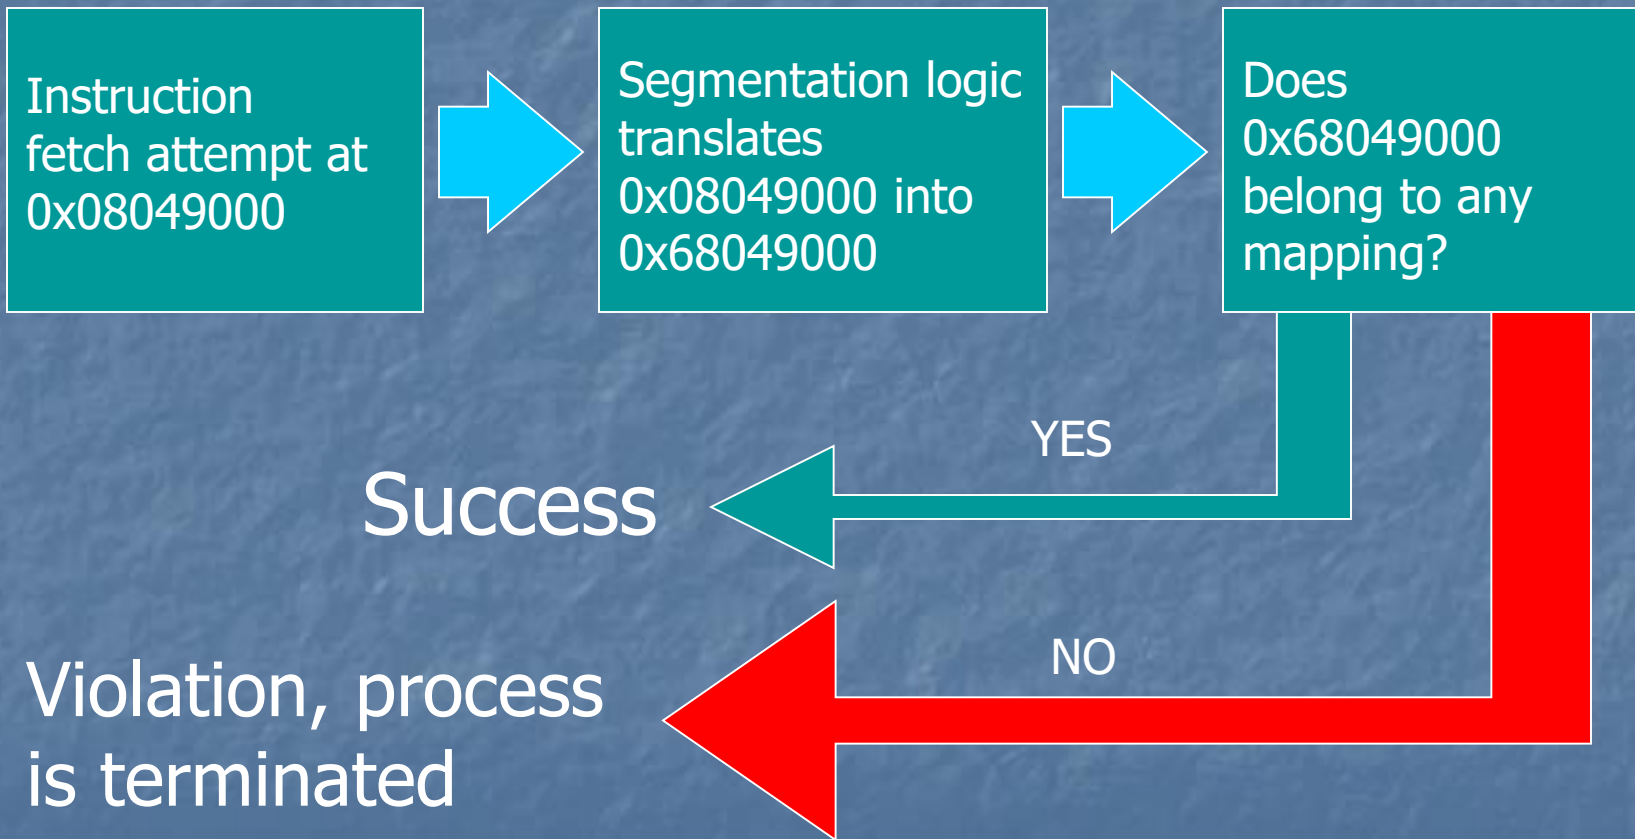 Instruction
fetch attempt at
0x08049000
Segmentation logic
translates
0x08049000 into
0x68049000
Does
0x68049000
belong to any
mapping?
YES
Success
NO
Violation, process
is terminated